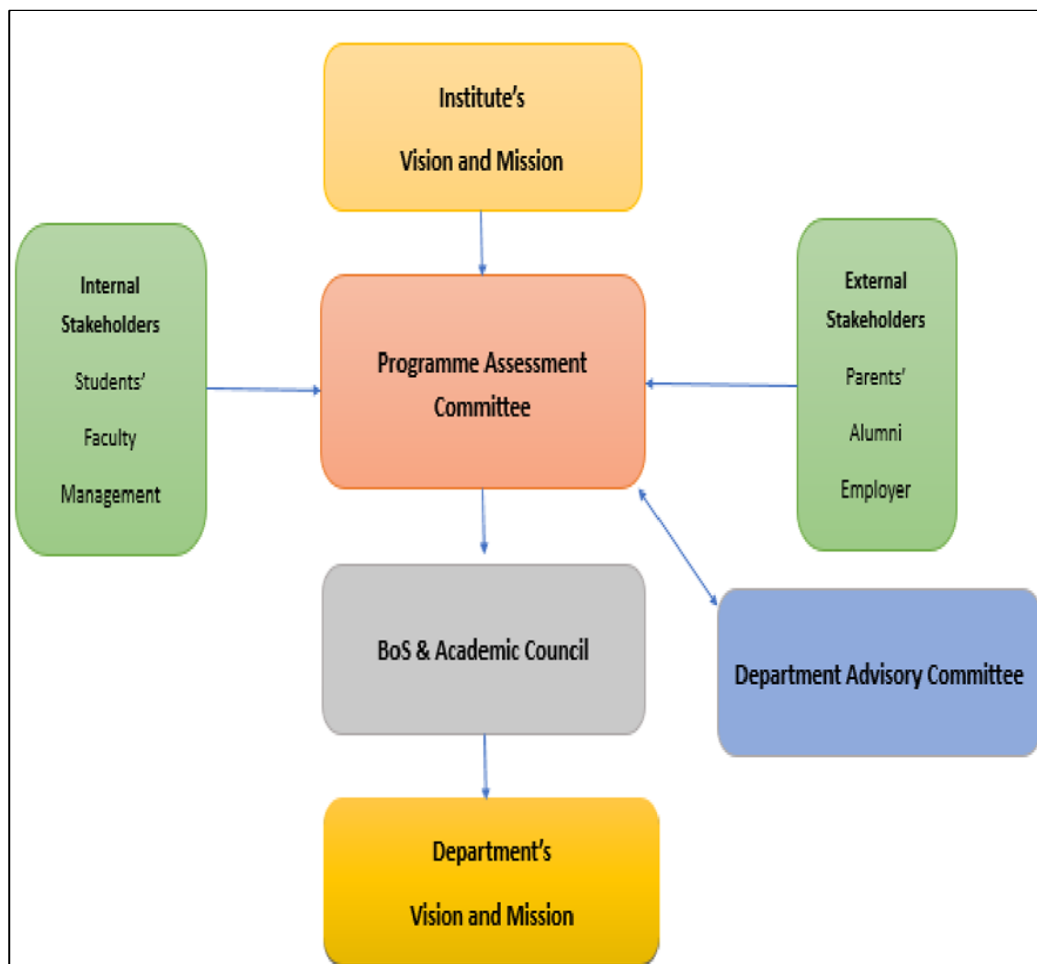 Institute’s
Vision and Mission
Internal
Stakeholders
Students’
Faculty
Management
Programme Assessment
Committee
External
Stakeholders
Parents’
Alumni
Employer
BoS & Academic Council
Department Advisory Committee
Department’s
Vision and Mission